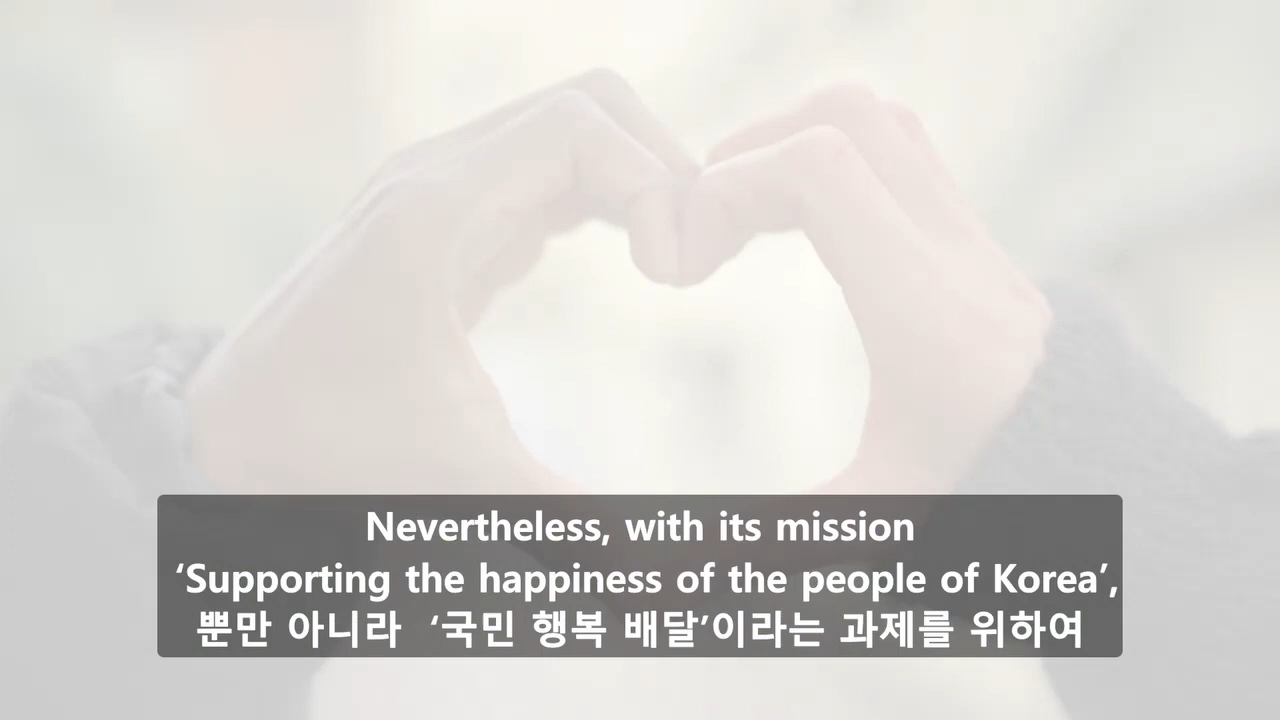 Nevertheless, with its mission
‘Supporting the happiness of the people of Korea’,
뿐만 아니라 ‘국민 행복 배달’이라는 과제를 위하여